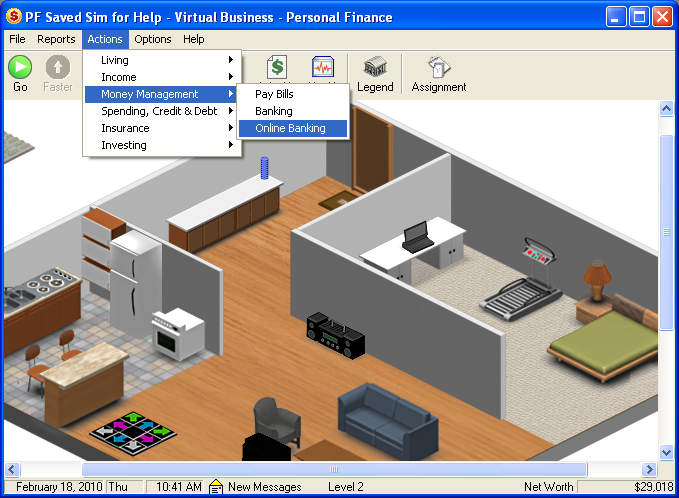 PF Saved Sim for Help - Virtual Business - Personal Finance
File Reports Actions Options Help
Go Faster Legend Assignment
Living
Income
Money Management
Spending, Credit & Debt
Insurance
Investing
Pay Bills
Banking
Online Banking
February 18, 2010 Thu 10:41 AM New Messages Level 2 Net Worth $29,018